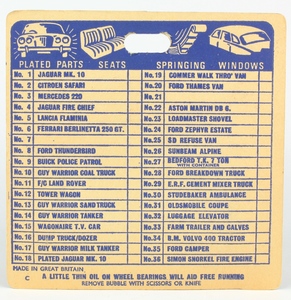 PLATED PARTS SEATS SPRINGING WINDOWS
No. 1 JAGUAR MK. 10
No. 2 CITROEN SAFARI
No. 3 MERCEDES 220
No. 4 JAGUAR FIRE CHIEF
No. 5 LANCIA FLAMINIA
No. 6 FERRARI BERLINETTA 250 GT.
No. 7
No. 8 FORD THUNDERBIRD
No. 9 BUICK POLICE PATROL
No. 10 GUY WARRIOR COAL TRUCK
No. 11 F/C LAND ROVER
No. 12 TOWER WAGON
No. 13 GUY WARRIOR SAND TRUCK
No. 14 GUY WARRIOR TANKER
No. 15 WAGONAIRE T.V. CAR
No. 16 DUMP TRUCK/DOZER
No. 17 GUY WARRIOR MILK TANKER
No. 18 PLATED JAGUAR MK. 10
No. 19 COMMER WALK THRO' VAN
No. 20 FORD THAMES VAN
No. 21
No. 22 ASTON MARTIN DB 6.
No. 23 LOADMASTER SHOVEL
No. 24 FORD ZEPHYR ESTATE
No. 25 SD REFUSE VAN
No. 26 SUNBEAM ALPINE
No. 27 BEDFORD T.K. 7 TON
WITH CONTAINER
No. 28 FORD BREAKDOWN TRUCK
No. 29 E.R.F. CEMENT MIXER TRUCK
No. 30 STUDEBAKER AMBULANCE
No. 31 OLDSMOBILE COUPE
No. 32 LUGGAGE ELEVATOR
No. 33 FARM TRAILER AND CALVES
No. 34 B.M. VOLVO 400 TRACTOR
No. 35 FORD CAMPER
No. 36 SIMON SNORKEL FIRE ENGINE
MADE IN GREAT BRITAIN
C A LITTLE THIN OIL ON WHEEL BEARINGS WILL AID FREE RUNNING
REMOVE BUBBLE WITH SCISSORS OR KNIFE